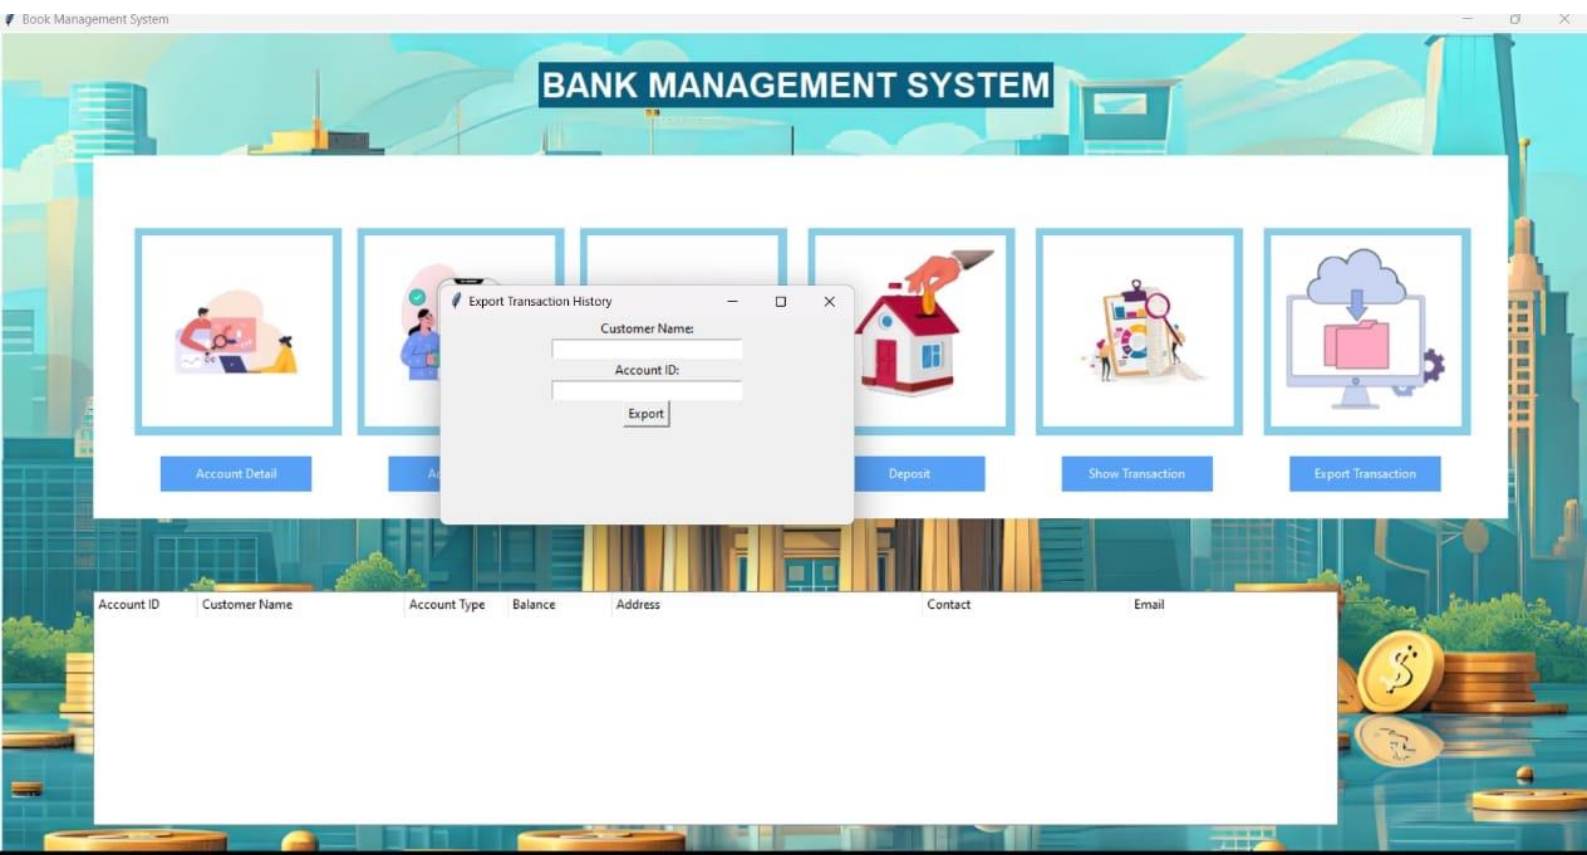 Book Management System
BANK MANAGEMENT SYSTEM
Export Transaction History
Customer Name:
Account ID:
Export
Account Detail
Deposit
Show Transaction
Export Transaction
Account ID Customer Name Account Type Balance Address Contact Email